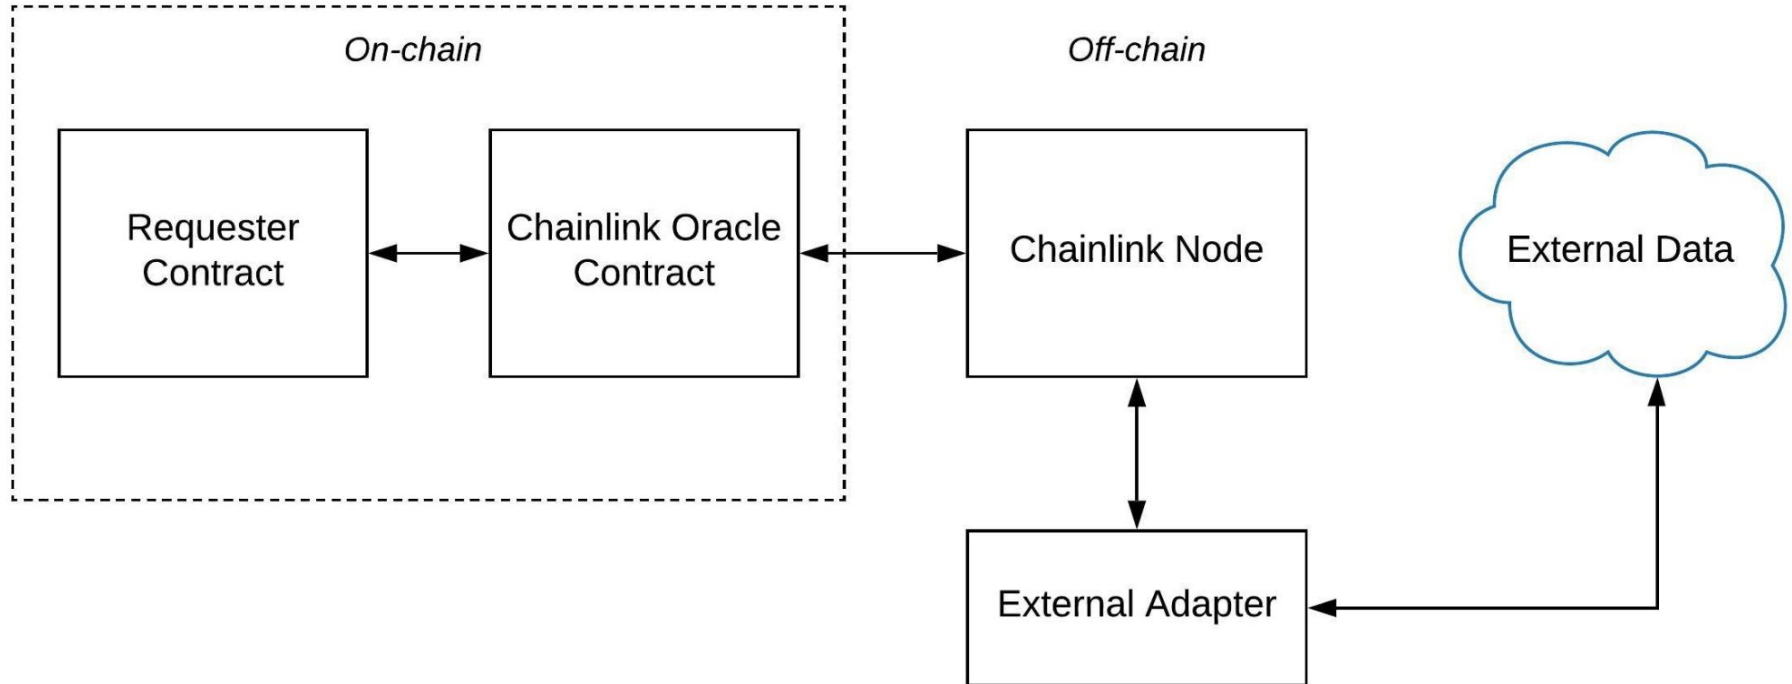 On-chain
Off-chain
Requester
Contract
Chainlink Oracle
Contract
Chainlink Node
External Data
External Adapter